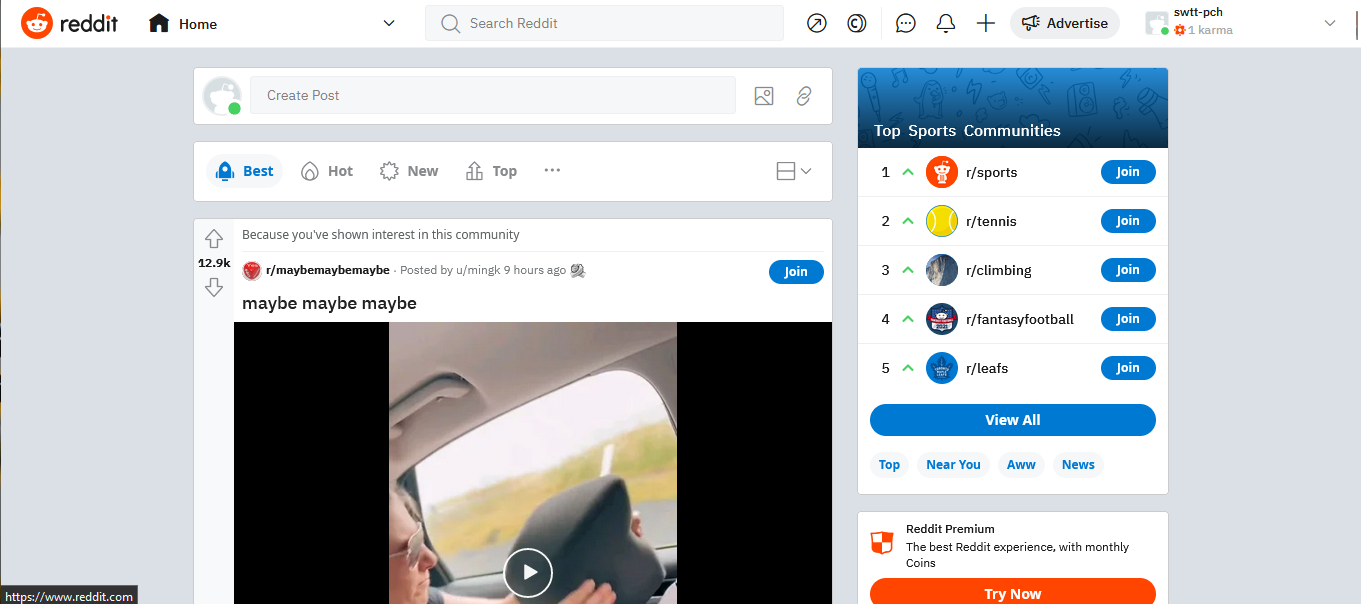 reddit
Home
Search Reddit
Advertise
swtt-pch
1 karma
Create Post
Best
Hot
New
Top
Because you've shown interest in this community
12.9k
r/maybemaybemaybe · Posted by u/mingk 9 hours ago
Join
maybe maybe maybe
Top Sports Communities
1 r/sports Join
2 r/tennis Join
3 r/climbing Join
4 r/fantasyfootball Join
5 r/leafs Join
View All
Top Near You Aww News
Reddit Premium
The best Reddit experience, with monthly
Coins
Try Now
https://www.reddit.com